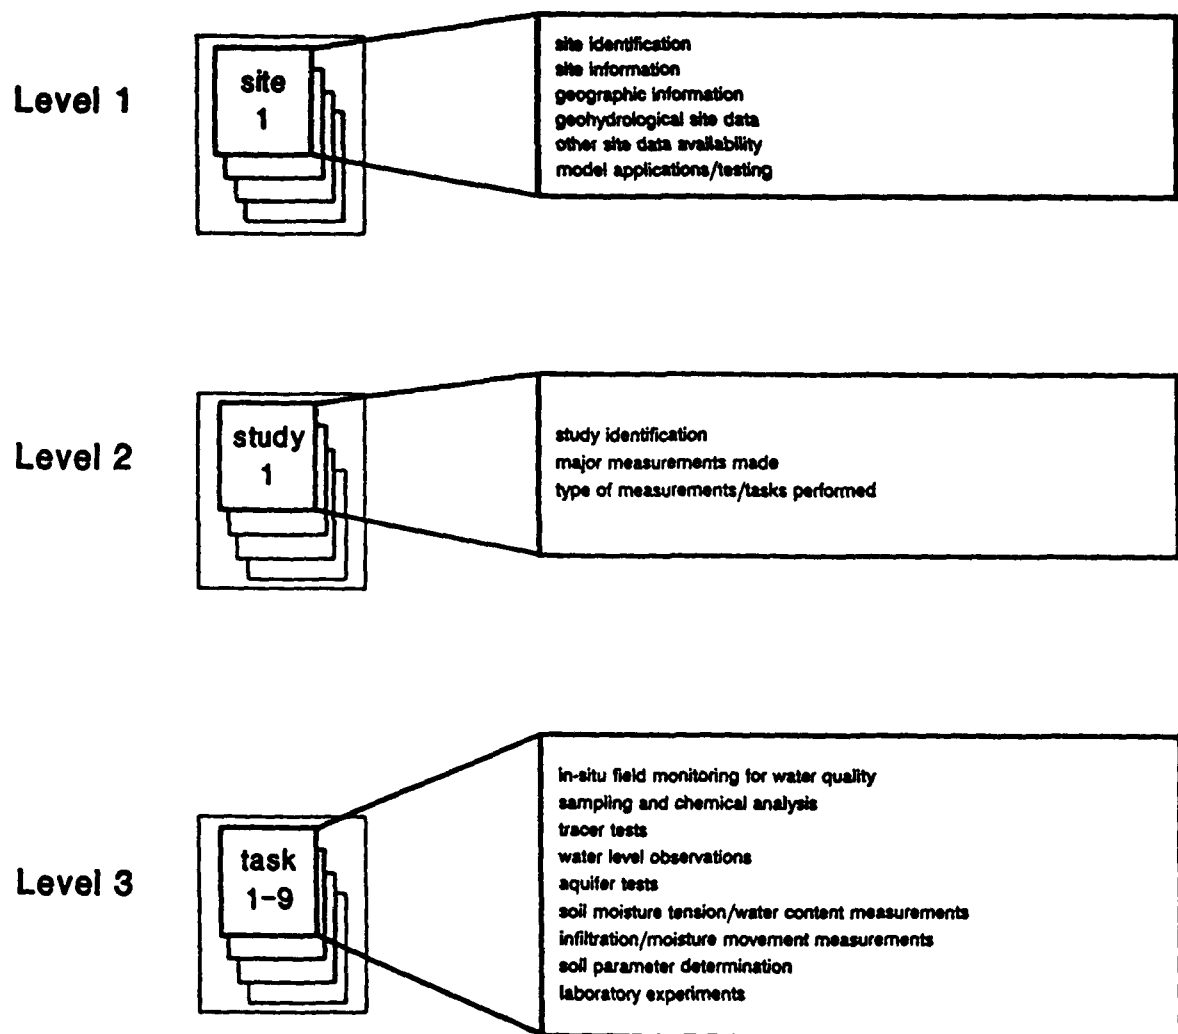 Level 1
site
1
site identification
site information
geographic information
geohydrological site data
other site data availability
model applications/testing
Level 2
study
1
study identification
major measurements made
type of measurements/tasks performed
Level 3
task
1-9
in-situ field monitoring for water quality
sampling and chemical analysis
tracer tests
water level observations
aquifer tests
soil moisture tension/water content measurements
infiltration/moisture movement measurements
soil parameter determination
laboratory experiments